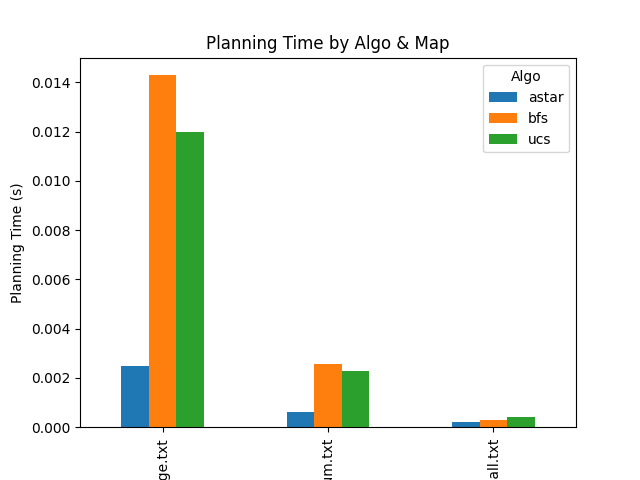 Planning Time by Algo & Map
Algo
astar
bfs
ucs
Planning Time (s)
0.014
0.012
0.010
0.008
0.006
0.004
0.002
0.000
ge.txt
um.txt
all.txt